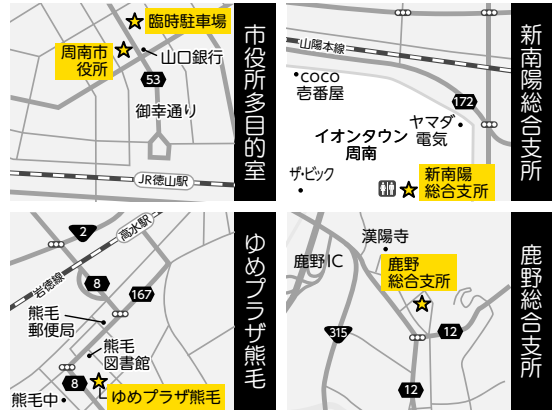 臨時駐車場
周南市
役所
山口銀行
53
御幸通り
JR徳山駅
市役所多目的室
山陽本線
coco
壱番屋
172
ヤマダ
電気
イオンタウン
周南
ザ・ビック
新南陽
総合支所
新南陽総合支所
2
高水駅
岩徳線
8
167
熊毛
郵便局
熊毛
図書館
8
熊毛中
ゆめプラザ熊毛
ゆめプラザ熊毛
漢陽寺
鹿野IC
鹿野
総合支所
315
12
12
鹿野総合支所